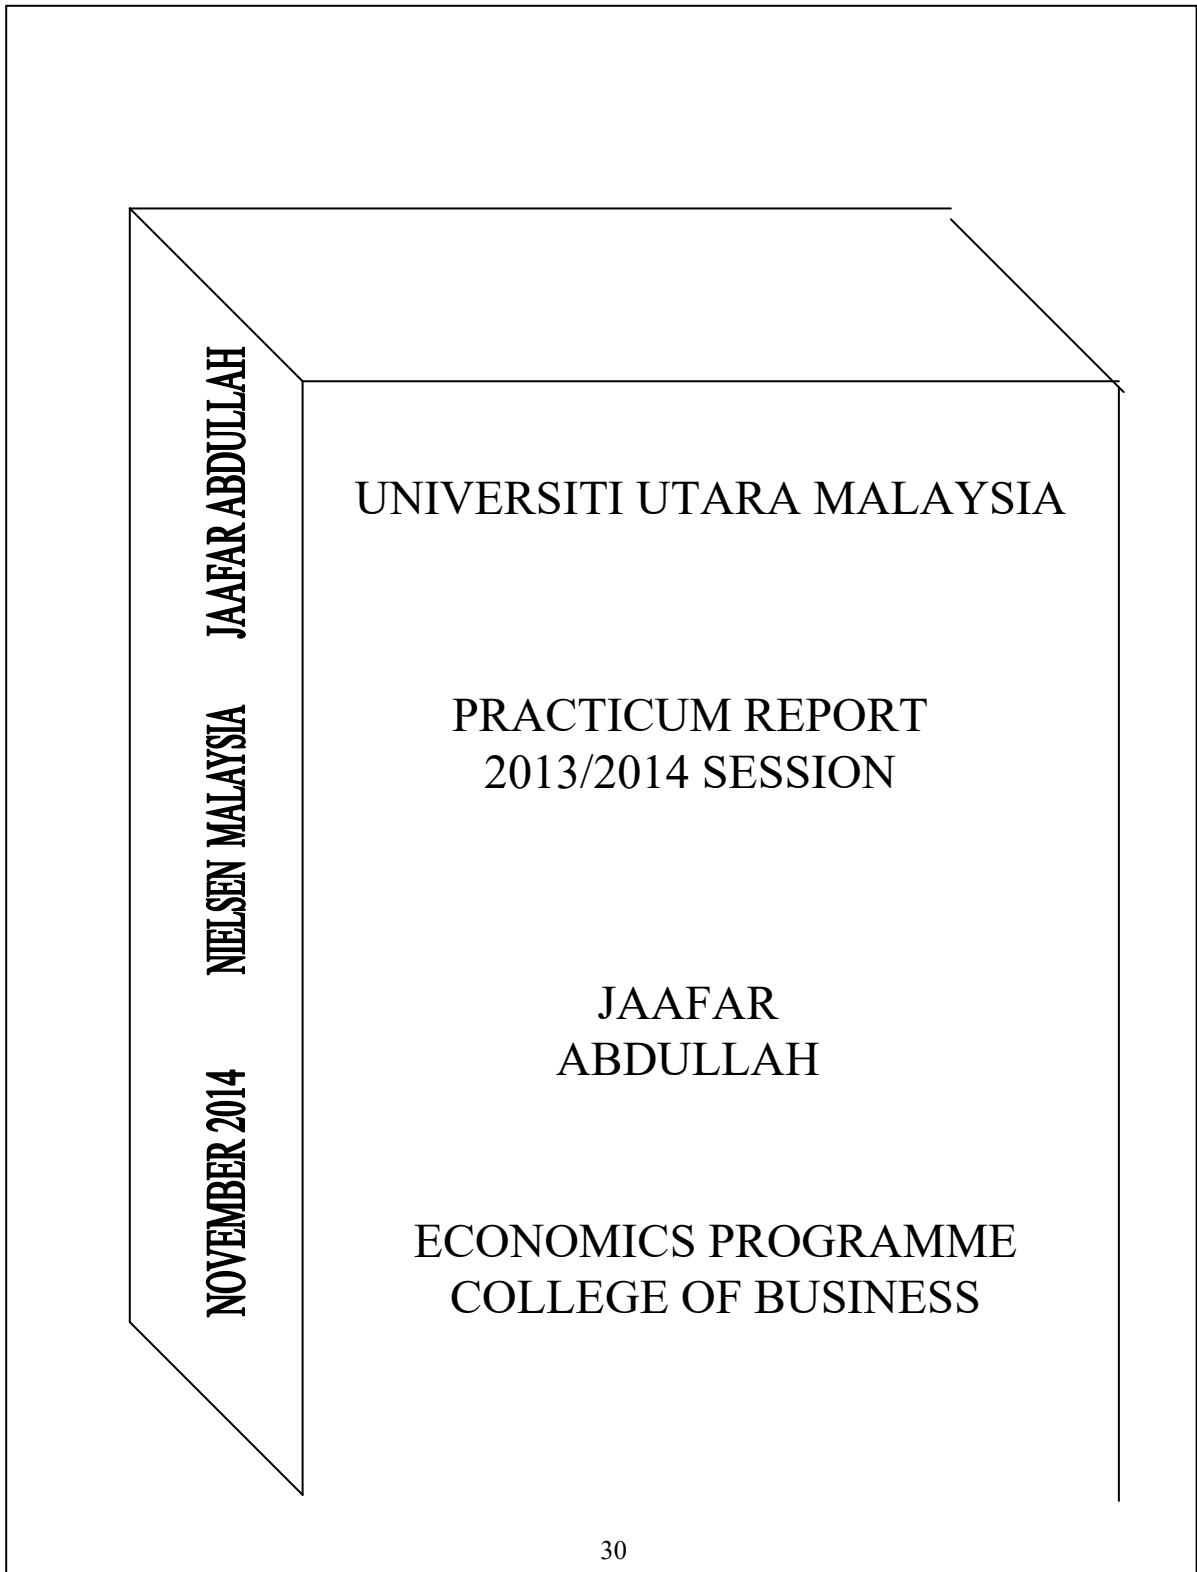 JAAFAR ABDULLAH
NIELSEN MALAYSIA
NOVEMBER 2014
UNIVERSITI UTARA MALAYSIA
PRACTICUM REPORT
2013/2014 SESSION
JAAFAR
ABDULLAH
ECONOMICS PROGRAMME
COLLEGE OF BUSINESS
30